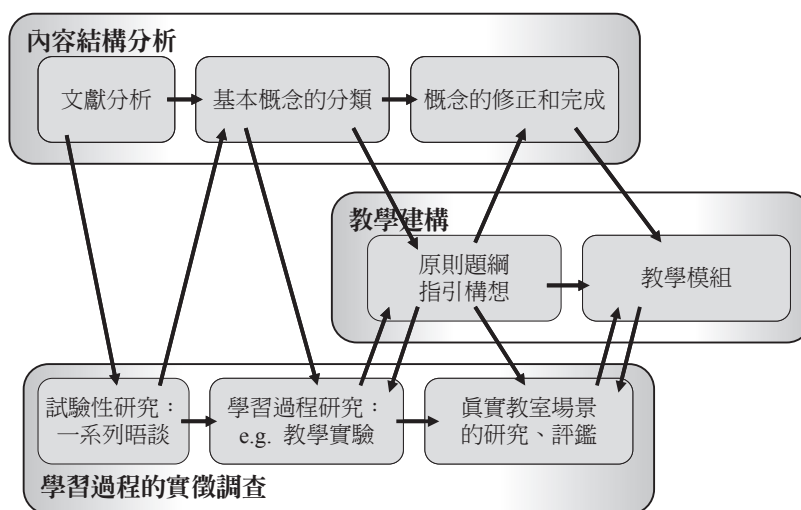 內容結構分析
文獻分析
基本概念的分類
概念的修正和完成
教學建構
原則題綱
指引構想
教學模組
試驗性研究：
一系列晤談
學習過程研究：
e.g. 教學實驗
眞實教室場景
的研究、評鑑
學習過程的實徵調查